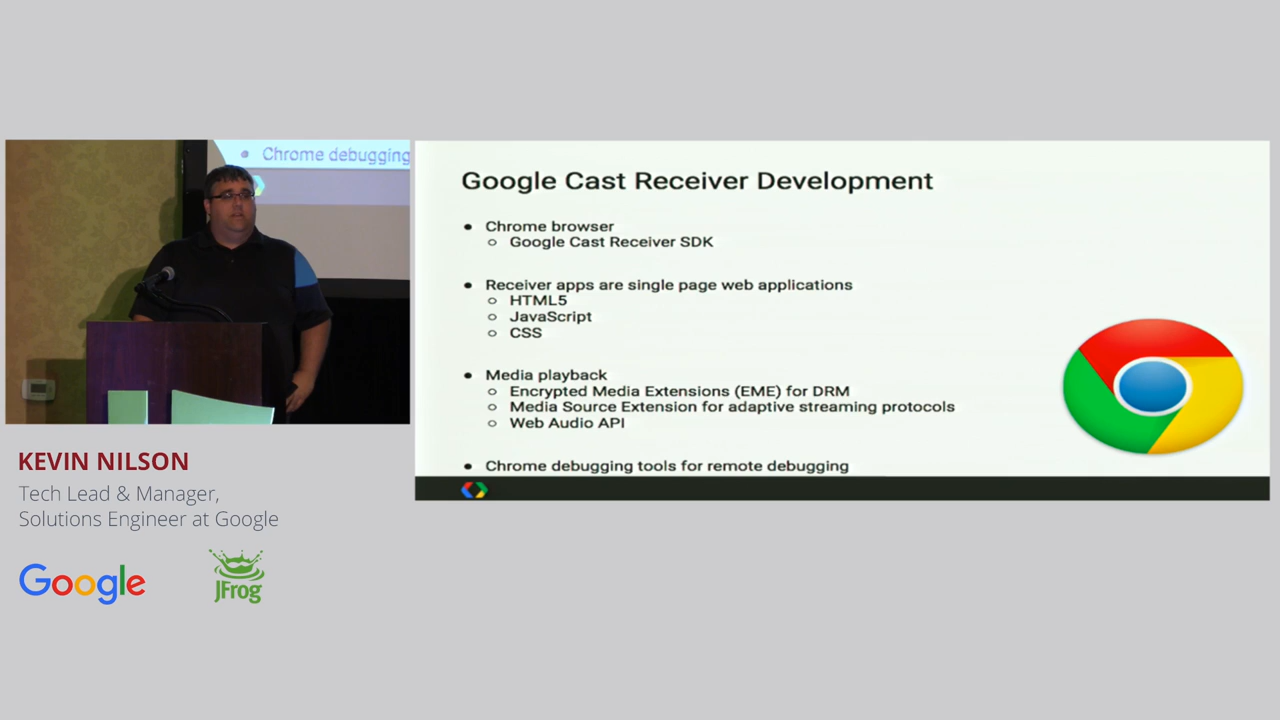 Chrome debugging
KEVIN NILSON
Tech Lead & Manager,
Solutions Engineer at Google
Google
JFrog
Google Cast Receiver Development
• Chrome browser
○ Google Cast Receiver SDK
• Receiver apps are single page web applications
○ HTML5
○ JavaScript
○ CSS
• Media playback
○ Encrypted Media Extensions (EME) for DRM
○ Media Source Extension for adaptive streaming protocols
○ Web Audio API
• Chrome debugging tools for remote debugging